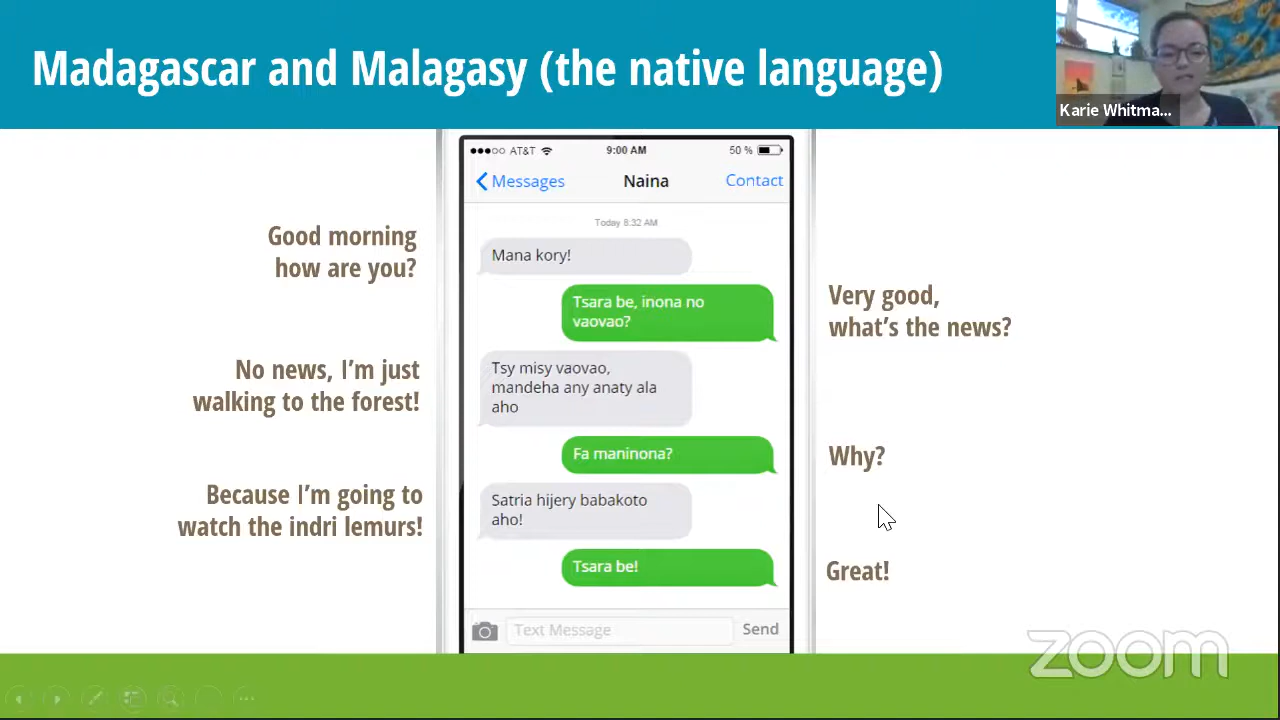 Madagascar and Malagasy (the native language)
Karie Whitma...
AT&T
9:00 AM
50 %
Messages
Naina
Contact
Today 8:32 AM
Good morning
how are you?
Mana kory!
Tsara be, inona no
vaovao?
Very good,
what's the news?
No news, I'm just
walking to the forest!
Tsy misy vaovao,
mandeha any anaty ala
aho
Fa maninona?
Why?
Because I'm going to
watch the indri lemurs!
Satria hijery babakoto
aho!
Tsara be!
Great!
Text Message
Send
zoom